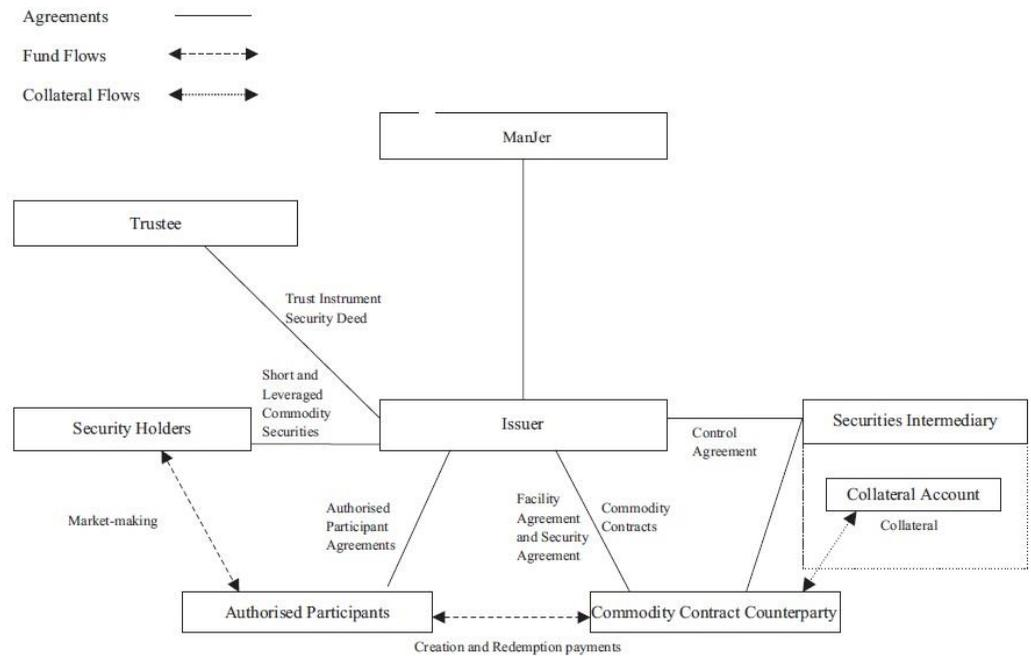 Agreements
Fund Flows
Collateral Flows
ManJer
Trustee
Trust Instrument
Security Deed
Short and
Leveraged
Commodity
Securities
Security Holders
Issuer
Control
Agreement
Securities Intermediary
Collateral Account
Collateral
Market-making
Authorised
Participant
Agreements
Facility
Agreement
and Security
Agreement
Commodity
Contracts
Authorised Participants
Commodity Contract Counterparty
Creation and Redemption payments